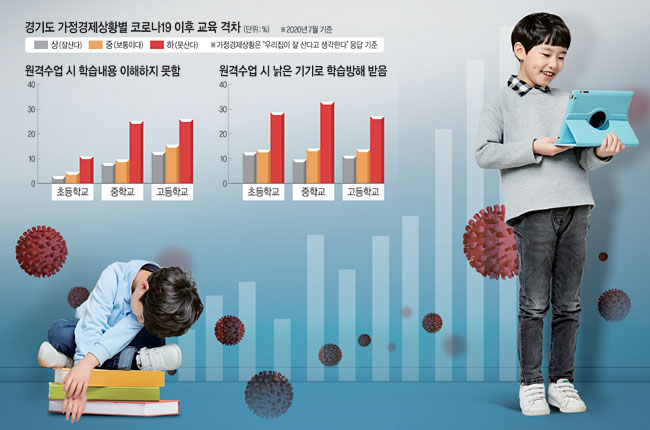 경기도 가정경제상황별 코로나19 이후 교육 격차 (단위: %) ※2020년 7월 기준
상(잘산다) 중(보통이다) 하(못산다) ※가정경제상황은 "우리집이 잘 산다고 생각한다" 응답 기준
원격수업 시 학습내용 이해하지 못함
40
30
20
10
0
초등학교 중학교 고등학교
원격수업 시 낡은 기기로 학습방해 받음
40
30
20
10
0
초등학교 중학교 고등학교